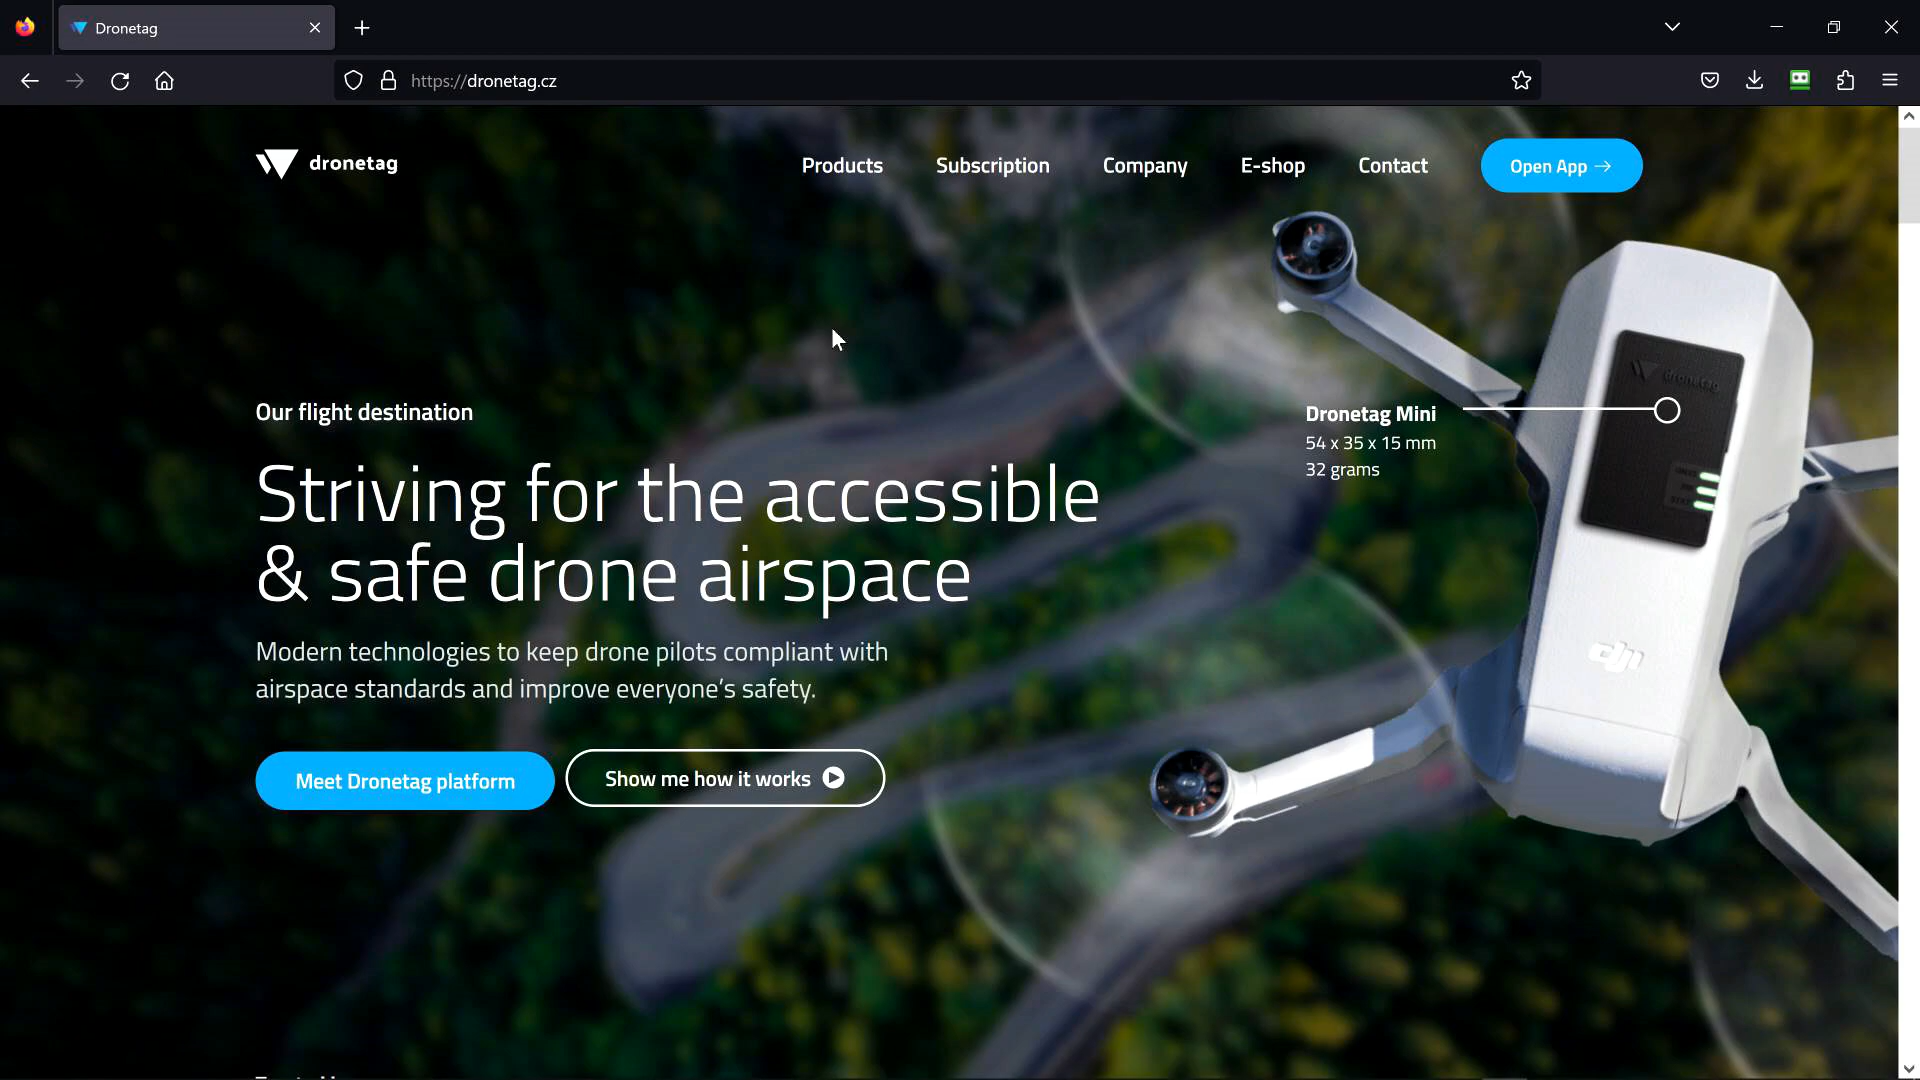 Dronetag
https://dronetag.cz
dronetag
Products
Subscription
Company
E-shop
Contact
Open App →
Our flight destination
Striving for the accessible
& safe drone airspace
Modern technologies to keep drone pilots compliant with
airspace standards and improve everyone’s safety.
Meet Dronetag platform
Show me how it works
Dronetag Mini
54 x 35 x 15 mm
32 grams
dronetag
dji